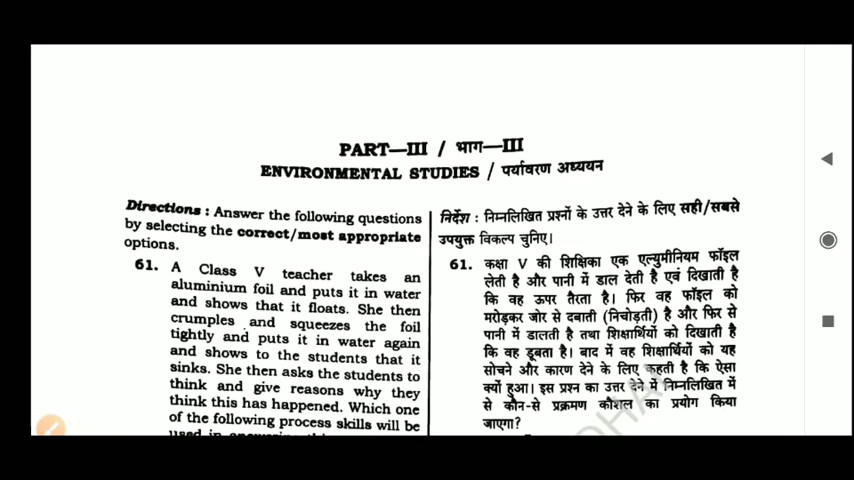 PART—III / भाग—III
ENVIRONMENTAL STUDIES / पर्यावरण अध्ययन
Directions : Answer the following questions
by selecting the correct/most appropriate
options.
61. A Class V teacher takes an
aluminium foil and puts it in water
and shows that it floats. She then
crumples and squeezes the foil
tightly and puts it in water again
and shows to the students that it
sinks. She then asks the students to
think and give reasons why they
think this has happened. Which one
of the following process skills will be
used in answering
निर्देश : निम्नलिखित प्रश्नों के उत्तर देने के लिए सही/सबसे
उपयुक्त विकल्प चुनिए।
61. कक्षा V की शिक्षिका एक एल्युमीनियम फॉइल
लेती है और पानी में डाल देती है एवं दिखाती है
कि वह ऊपर तैरता है। फिर वह फॉइल को
मरोड़कर जोर से दबाती (निचोड़ती) है और फिर से
पानी में डालती है तथा शिक्षार्थियों को दिखाती है
कि वह डूबता है। बाद में वह शिक्षार्थियों को यह
सोचने और कारण देने के लिए कहती है कि ऐसा
क्यों हुआ। इस प्रश्न का उत्तर देने में निम्नलिखित में
से कौन-से प्रक्रमण कौशल का प्रयोग किया
जाएगा?